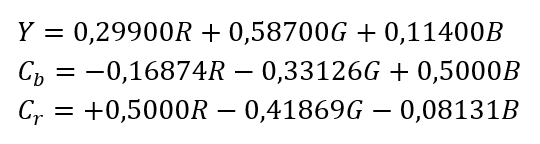 Y = 0,29900R + 0,58700G + 0,11400B
C_b = −0,16874R − 0,33126G + 0,5000B
C_r = +0,5000R − 0,41869G − 0,08131B